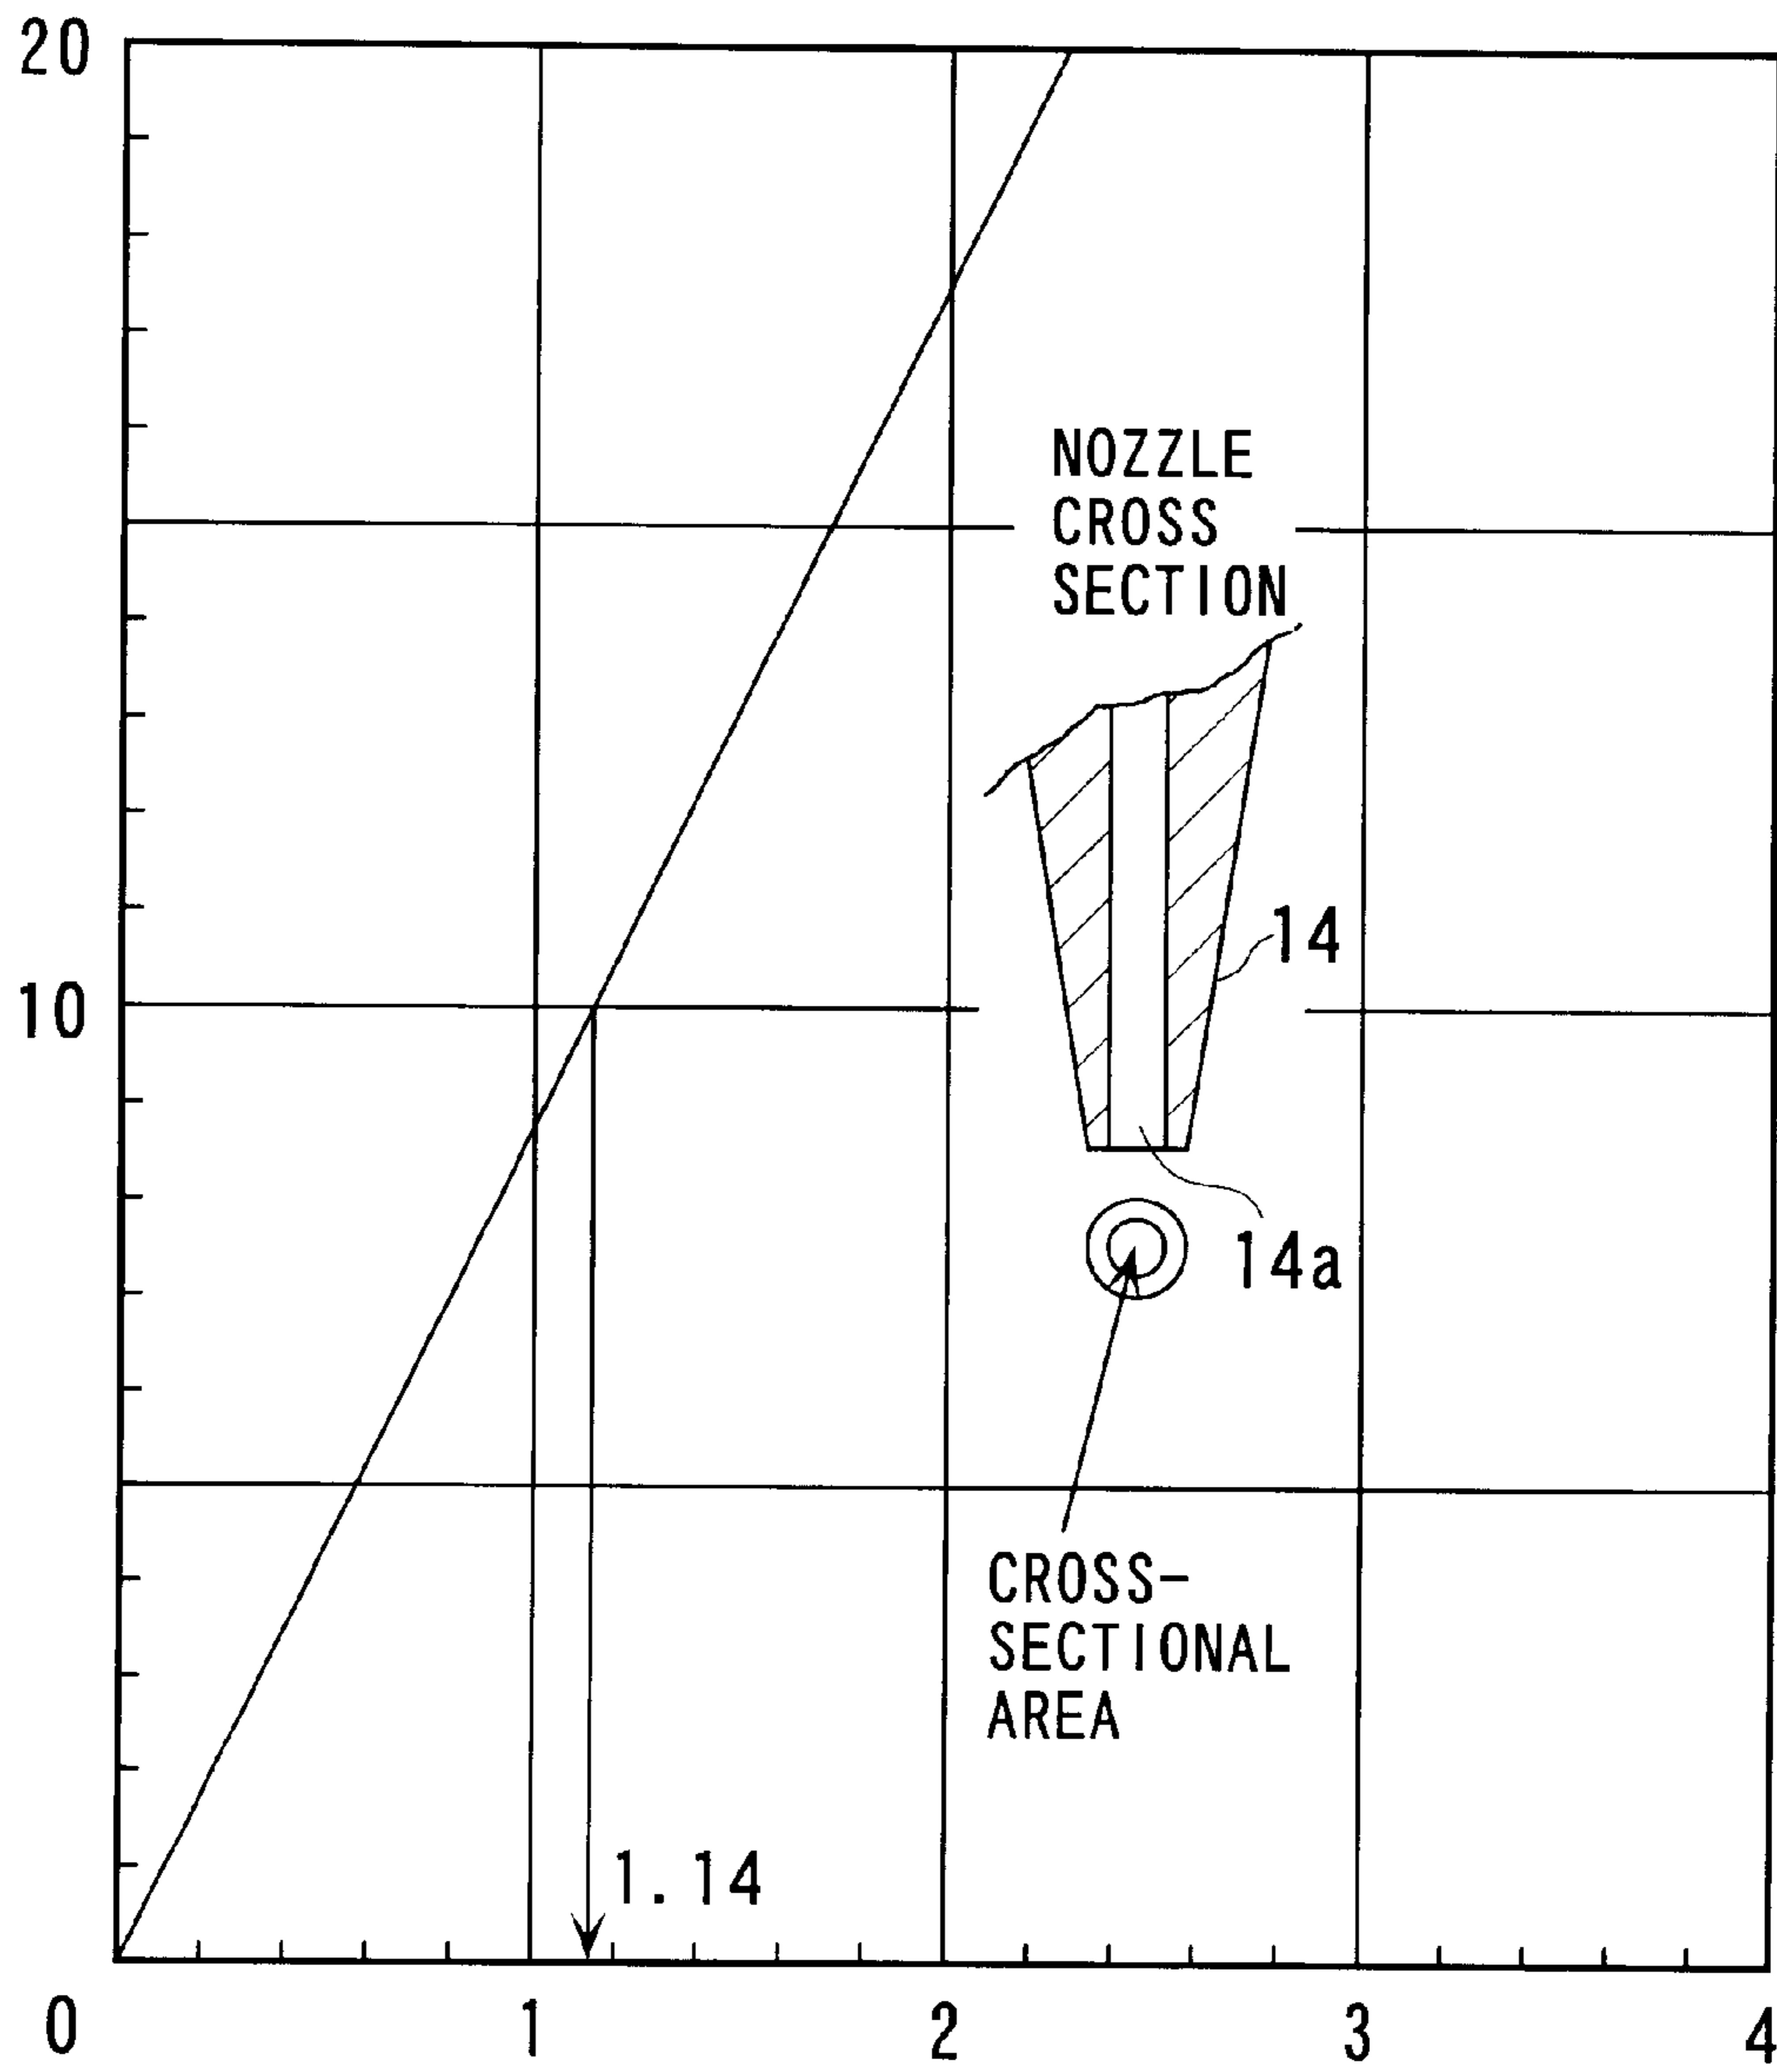 20
NOZZLE
CROSS
SECTION
14
10
14a
CROSS-
SECTIONAL
AREA
1.14
0 1 2 3 4